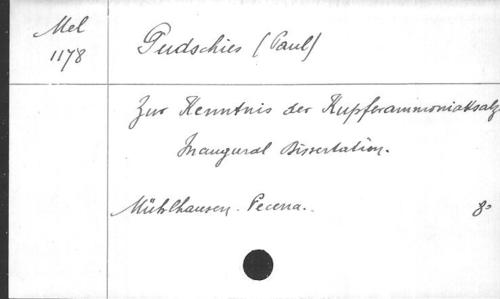 Mel
1178
Pudschies (Paul)
Zur Kenntnis der Kupferammoniaksalz
Inaugural Dissertation.
Mühlhausen. Pecena.. 8°